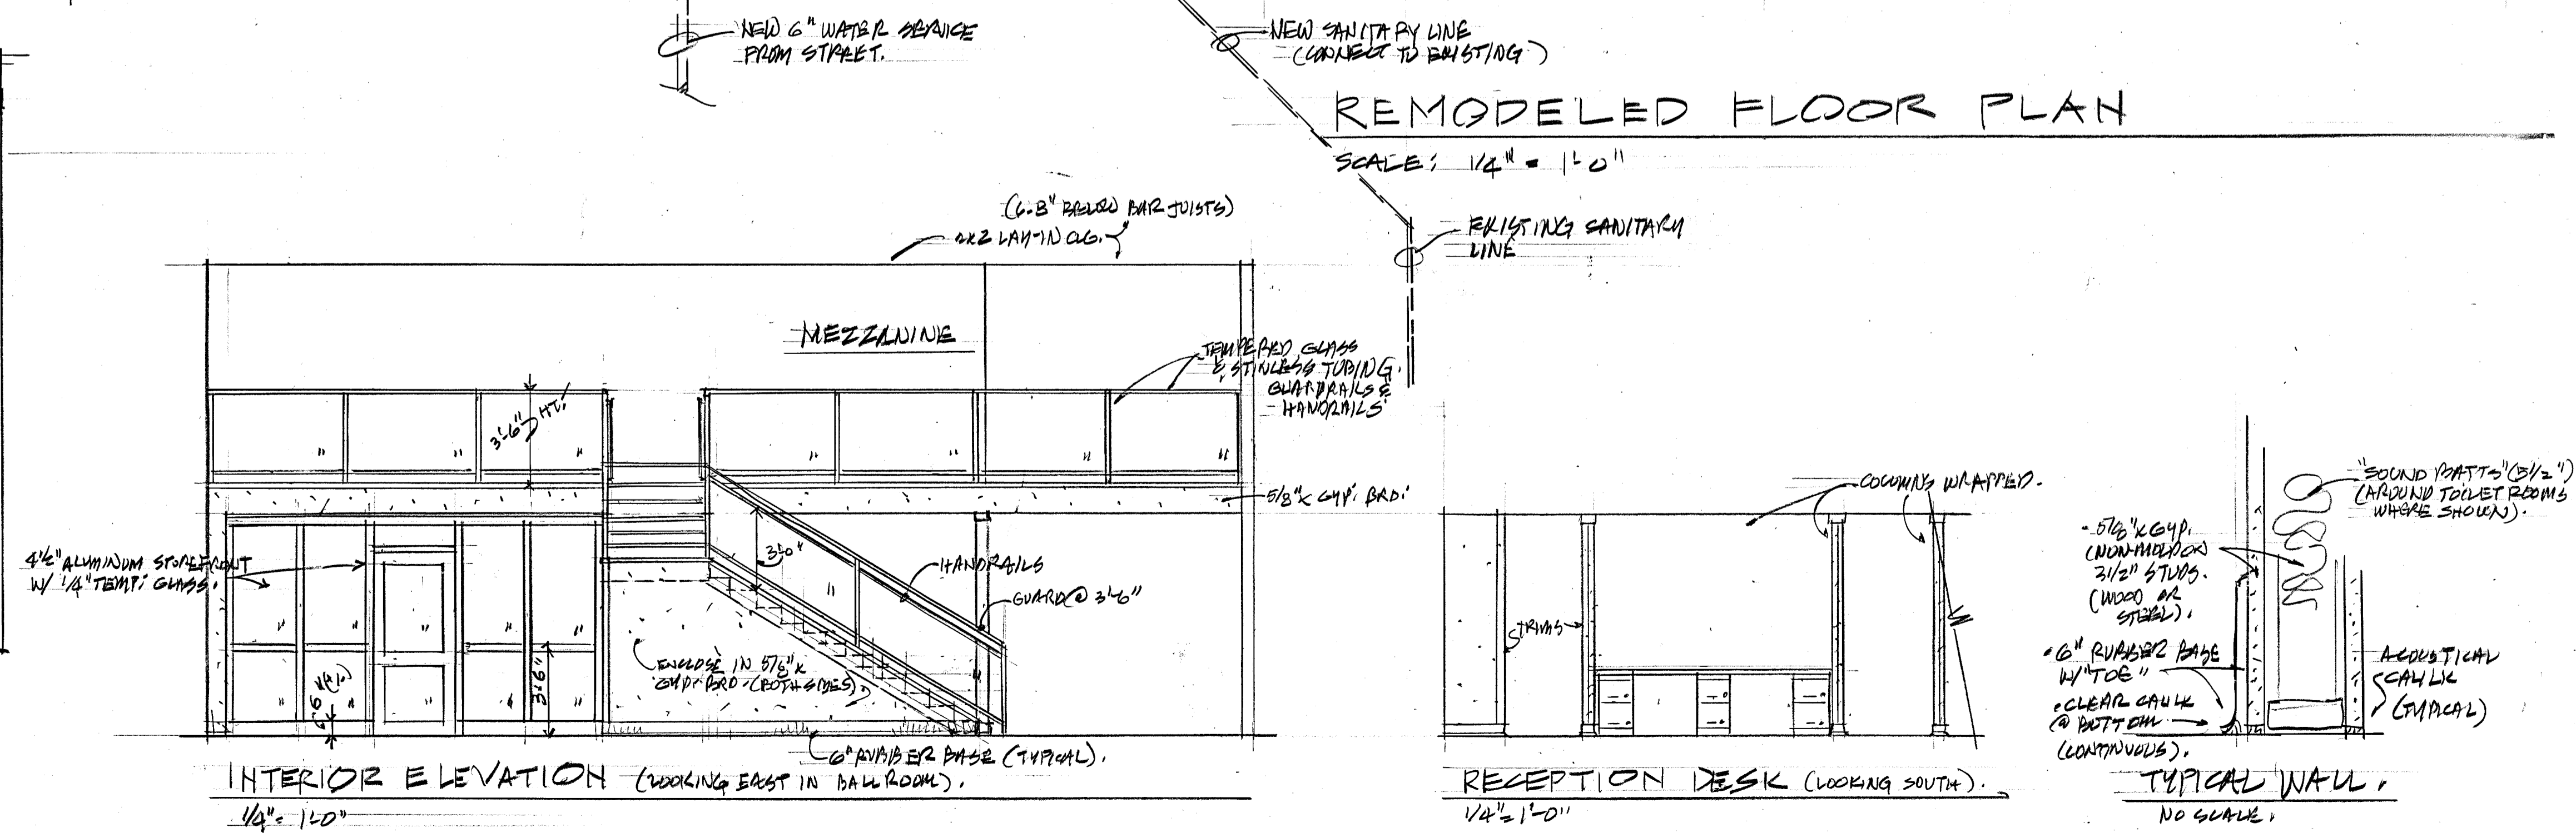 NEW 6" WATER SERVICE
FROM STREET.
NEW SANITARY LINE
(CONNECT TO EXISTING)
REMODELED FLOOR PLAN
SCALE: 1/4" = 1'-0"
EXISTING SANITARY
LINE
(6-8" BELOW BAR JOISTS)
2X2 LAY-IN CLG.
MEZZANINE
TEMPERED GLASS
& STINLESS TUBING.
GUARDRAILS &
HANDRAILS
3'-6" HT.
5/8" X GYP. BRD.
4 1/2" ALUMINUM STOREFRONT
W/ 1/4" TEMP. GLASS.
3'-0"
HANDRAILS
GUARD @ 3'-6"
ENCLOSE IN 5/8" X
GYP. BRD. (BOTH SIDES).
3'-6"
6"
6" RUBBER BASE (TYPICAL).
INTERIOR ELEVATION (LOOKING EAST IN BALLROOM).
1/4" = 1'-0"
COLUMNS WRAPPED.
TRIMS
RECEPTION DESK (LOOKING SOUTH).
1/4" = 1'-0"
"SOUND BATTS" (3 1/2")
(AROUND TOILET ROOMS
WHERE SHOWN).
5/8" X GYP.
(NON-MOLD ON
3 1/2" STUDS.
(WOOD OR
STEEL).
6" RUBBER BASE
W/ "TOE"
CLEAR CAULK
@ BOTTOM
(CONTINUOUS).
ACOUSTICAL
CAULK
(TYPICAL)
TYPICAL WALL.
NO SCALE.